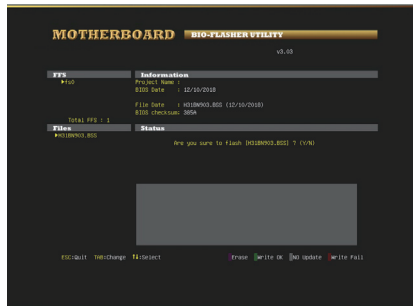 MOTHERBOARD BIO-FLASHER UTILITY
v3.03
FFS
Information
fs0
Project Name :
BIOS Date : 12/10/2018
File Date : H31BN903.BSS (12/10/2018)
BIOS checksum: 385A
Total FFS : 1
Files
Status
H31BN903.BSS
Are you sure to flash [H31BN903.BSS] ? (Y/N)
ESC:Quit TAB:Change ↑↓:Select Erase Write OK NO Update Write Fail